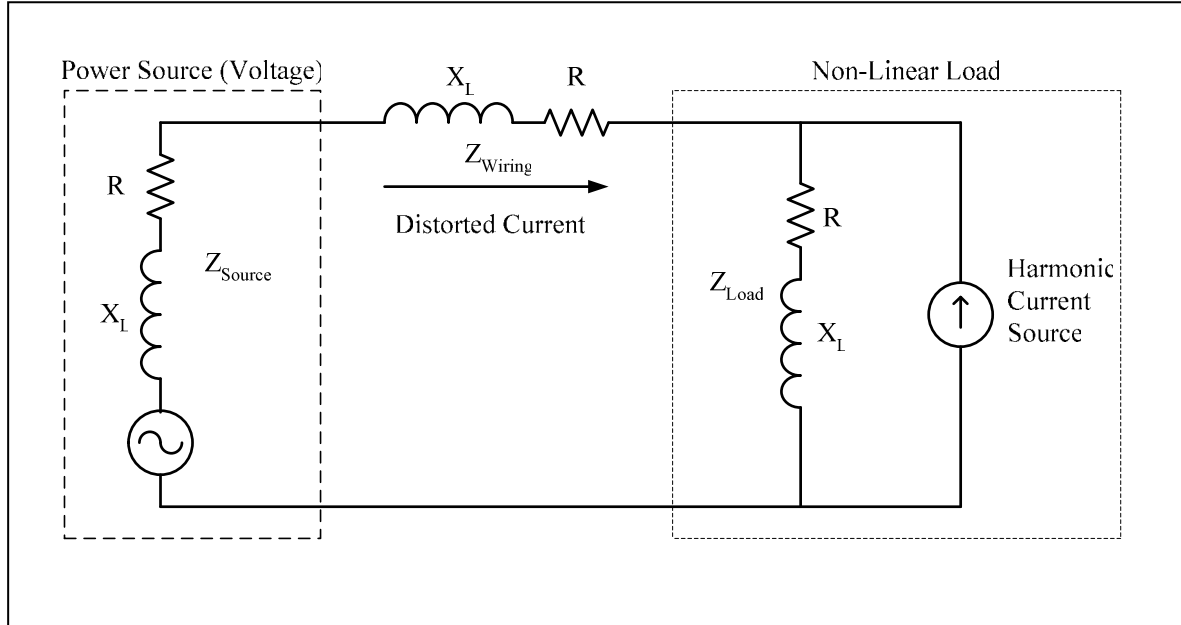 Power Source (Voltage)
X_L
R
Non-Linear Load
Z_Wiring
Distorted Current
R
Z_Source
X_L
R
Z_Load
X_L
Harmonic
Current
Source